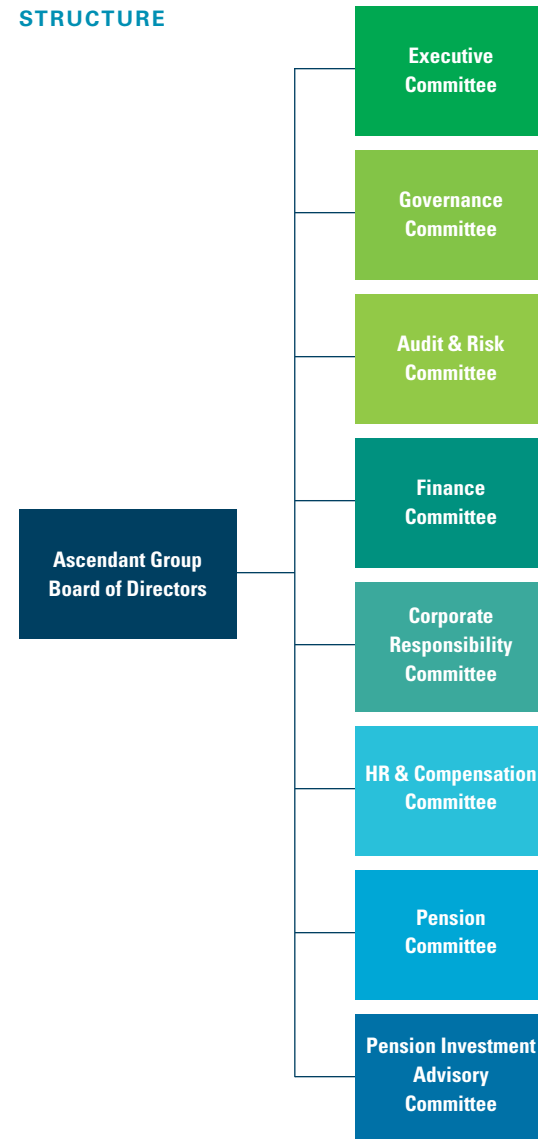 STRUCTURE
Executive
Committee
Governance
Committee
Audit & Risk
Committee
Finance
Committee
Ascendant Group
Board of Directors
Corporate
Responsibility
Committee
HR & Compensation
Committee
Pension
Committee
Pension Investment
Advisory
Committee